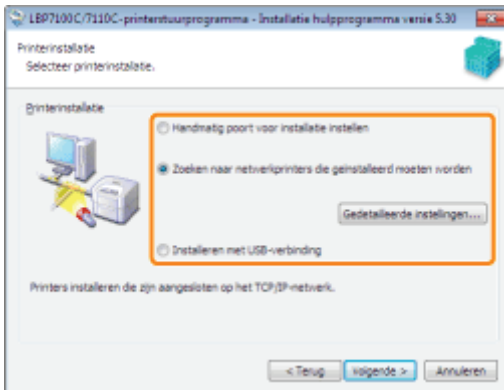 LBP7100C/7110C-printerstuurprogramma - Installatie hulpprogramma versie 5.30
Printerinstallatie
Selecteer printerinstallatie.
Printerinstallatie
Handmatig poort voor installatie instellen
Zoeken naar netwerkprinters die geïnstalleerd moeten worden
Gedetailleerde instellingen...
Installeren met USB-verbinding
Printers installeren die zijn aangesloten op het TCP/IP-netwerk.
< Terug Volgende > Annuleren